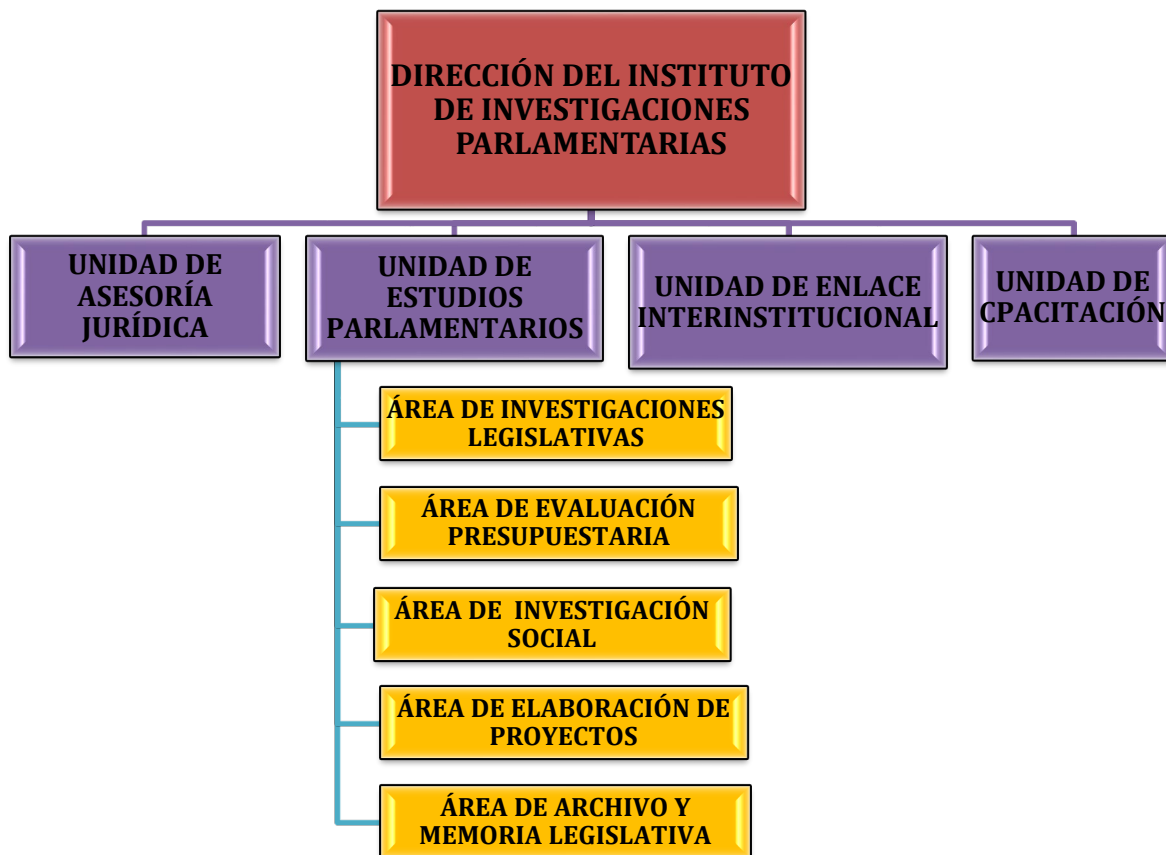 DIRECCIÓN DEL INSTITUTO
DE INVESTIGACIONES
PARLAMENTARIAS
UNIDAD DE
ASESORÍA
JURÍDICA
UNIDAD DE
ESTUDIOS
PARLAMENTARIOS
UNIDAD DE ENLACE
INTERINSTITUCIONAL
UNIDAD DE
CPACITACIÓN
ÁREA DE INVESTIGACIONES
LEGISLATIVAS
ÁREA DE EVALUACIÓN
PRESUPUESTARIA
ÁREA DE INVESTIGACIÓN
SOCIAL
ÁREA DE ELABORACIÓN DE
PROYECTOS
ÁREA DE ARCHIVO Y
MEMORIA LEGISLATIVA